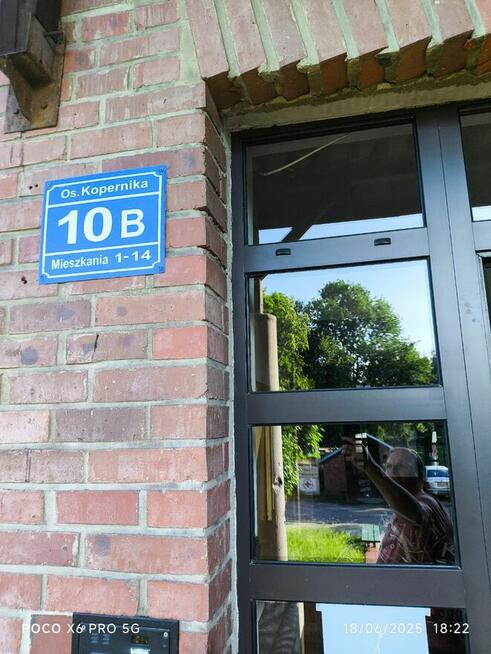 Os. Kopernika
10 B
Mieszkania 1-14
POCO X6 PRO 5G
18/06/2025 18:22